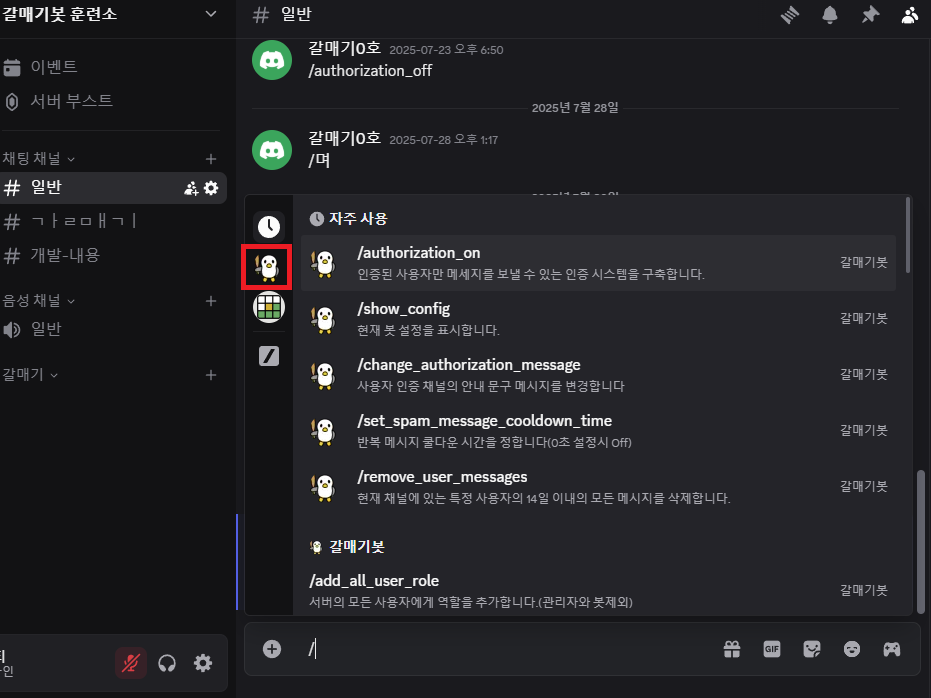 갈매기봇 훈련소
이벤트
서버 부스트
채팅 채널
일반
ㄱㅏㄹㅁㅐㄱㅣ
개발-내용
음성 채널
일반
갈매기
일반
갈매기0호 2025-07-23 오후 6:50
/authorization_off
2025년 7월 28일
갈매기0호 2025-07-28 오후 1:17
/며
자주 사용
/authorization_on
인증된 사용자만 메세지를 보낼 수 있는 인증 시스템을 구축합니다.
갈매기봇
/show_config
현재 봇 설정을 표시합니다.
갈매기봇
/change_authorization_message
사용자 인증 채널의 안내 문구 메시지를 변경합니다
갈매기봇
/set_spam_message_cooldown_time
반복 메시지 쿨다운 시간을 정합니다(0초 설정시 Off)
갈매기봇
/remove_user_messages
현재 채널에 있는 특정 사용자의 14일 이내의 모든 메시지를 삭제합니다.
갈매기봇
갈매기봇
/add_all_user_role
서버의 모든 사용자에게 역할을 추가합니다.(관리자와 봇제외)
갈매기봇
/
GIF